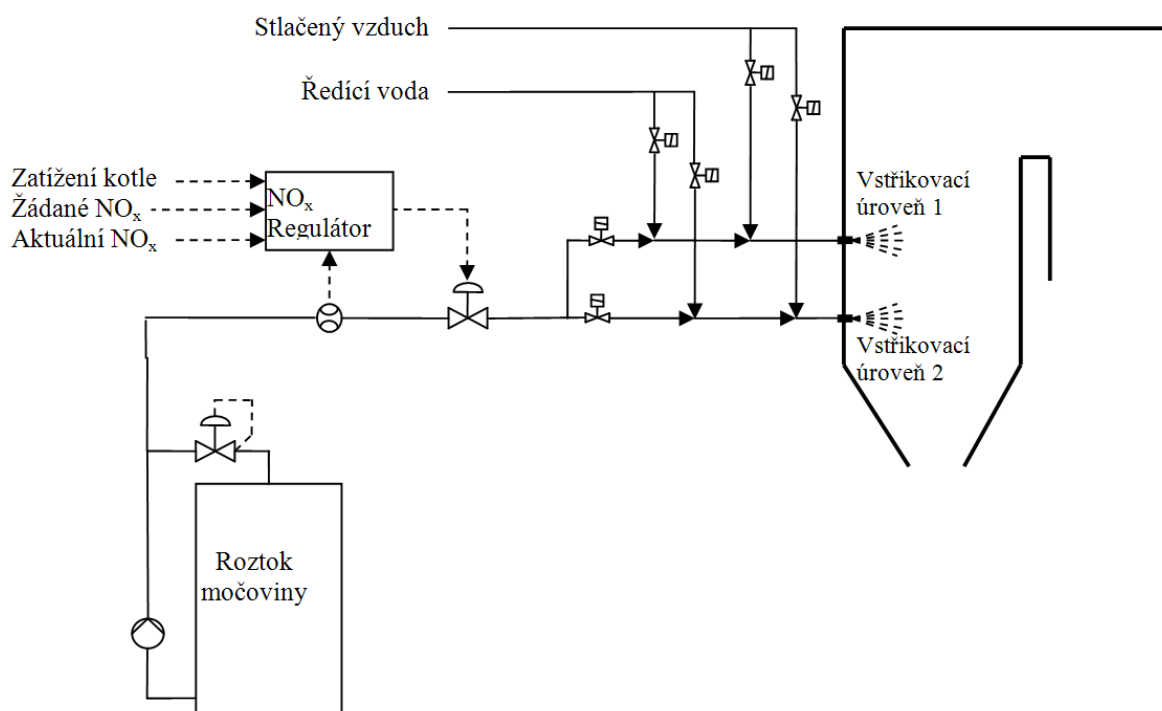 Stlačený vzduch
Ředící voda
Zatížení kotle
Žádané NOx
Aktuální NOx
NOx
Regulátor
Vstřikovací
úroveň 1
Vstřikovací
úroveň 2
Roztok
močoviny